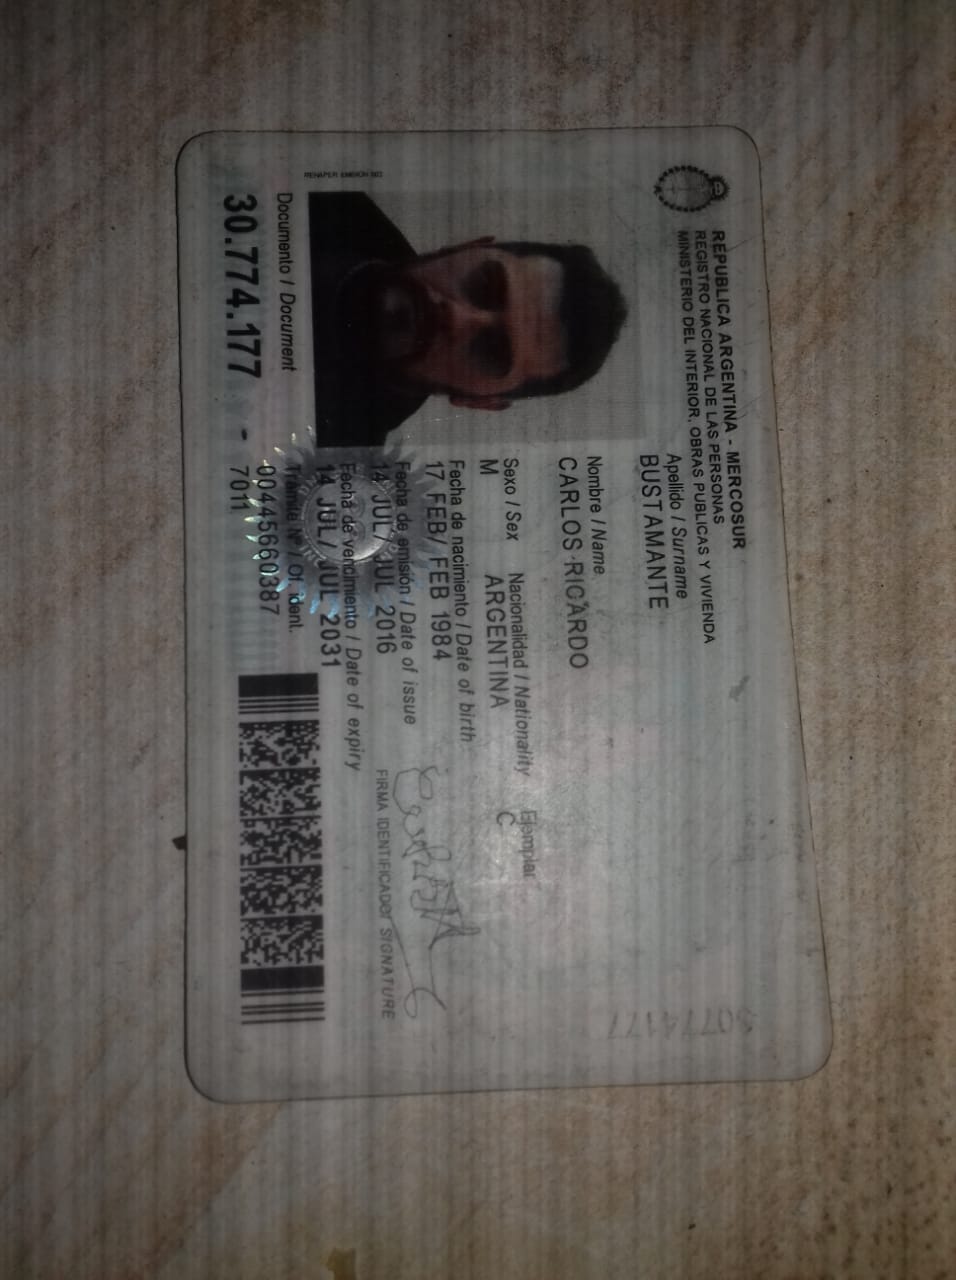 REPUBLICA ARGENTINA - MERCOSUR
REGISTRO NACIONAL DE LAS PERSONAS
MINISTERIO DEL INTERIOR, OBRAS PUBLICAS Y VIVIENDA
Apellido / Surname
BUSTAMANTE
Nombre / Name
CARLOS RICARDO
Sexo / Sex Nacionalidad / Nationality Ejemplar
M ARGENTINA C
Fecha de nacimiento / Date of birth
17 FEB/ FEB 1984
Fecha de emisión / Date of issue
14 JUL/ JUL 2016
Fecha de vencimiento / Date of expiry
14 JUL/ JUL 2031
FIRMA IDENTIFICADO/ SIGNATURE
Trámite Nº / Of. ident.
00445660387
7011
RENAPER EMISION
Documento / Document
30.774.177 -
30774177